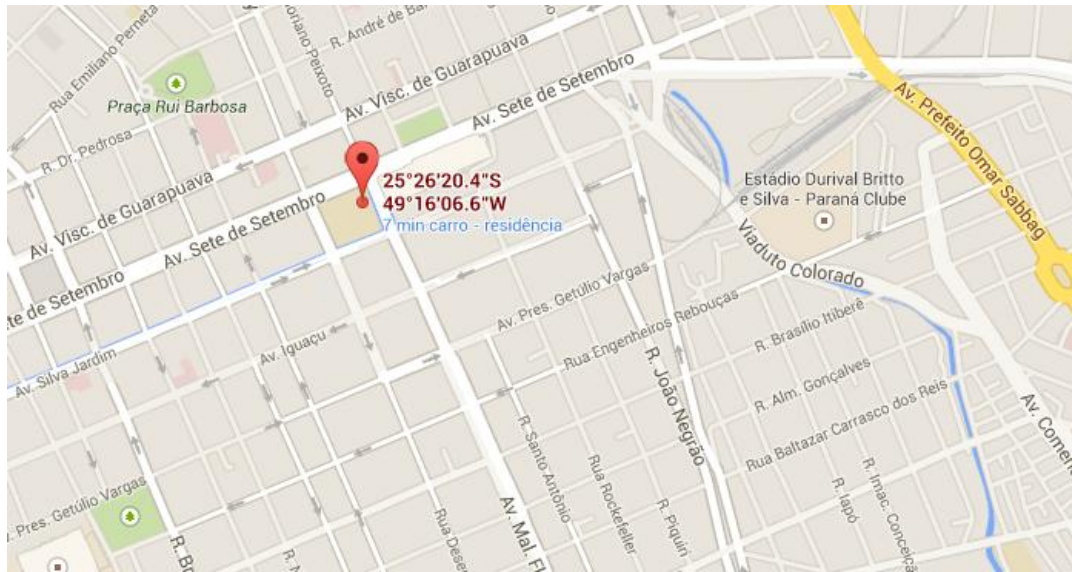 Rua Emiliano Perneta
R. André de Ba
oriano Peixoto
Praça Rui Barbosa
Av. Visc. de Guarapuava
Av. Sete de Setembro
R. Dr. Pedrosa
Av. Prefeito Omar Sabbag
25°26'20.4"S
49°16'06.6"W
7 min carro - residência
Estádio Durival Britto
e Silva - Paraná Clube
Av. Visc. de Guarapuava
Av. Sete de Setembro
te de Setembro
Viaduto Colorado
Av. Pres. Getúlio Vargas
Av. Iguaçu
Rua Engenheiros Rebouças
R. Brasílio Itiberê
Av. Silva Jardim
R. João Negrão
R. Alm. Gonçalves
Rua Baltazar Carrasco dos Reis
Av. Comen
R. Santo Antônio
Rua Rockefeller
R. Piquiri
R. Iapó
R. Imac. Conceiçã
. Pres. Getúlio Vargas
Av. Mal. Fl
Rua Dese
R. Br
R. N